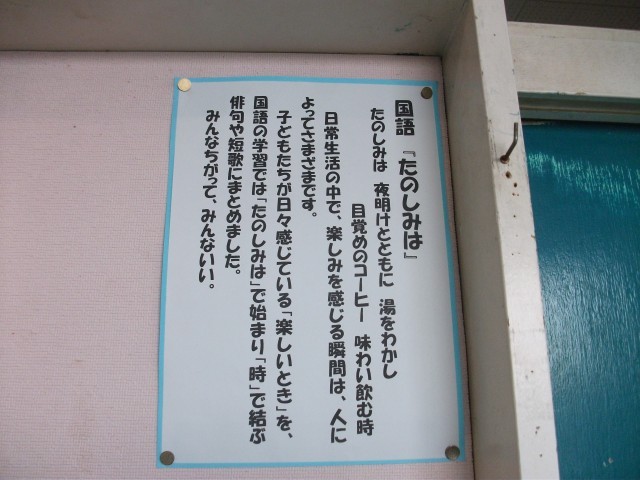 国語 『たのしみは』
たのしみは 夜明けとともに 湯をわかし
目覚めのコーヒー 味わい飲む時
日常生活の中で、楽しみを感じる瞬間は、人に
よってさまざまです。
子どもたちが日々感じている「楽しいとき」を、
国語の学習では「たのしみは」で始まり「時」で結ぶ
俳句や短歌にまとめました。
みんなちがって、みんないい。